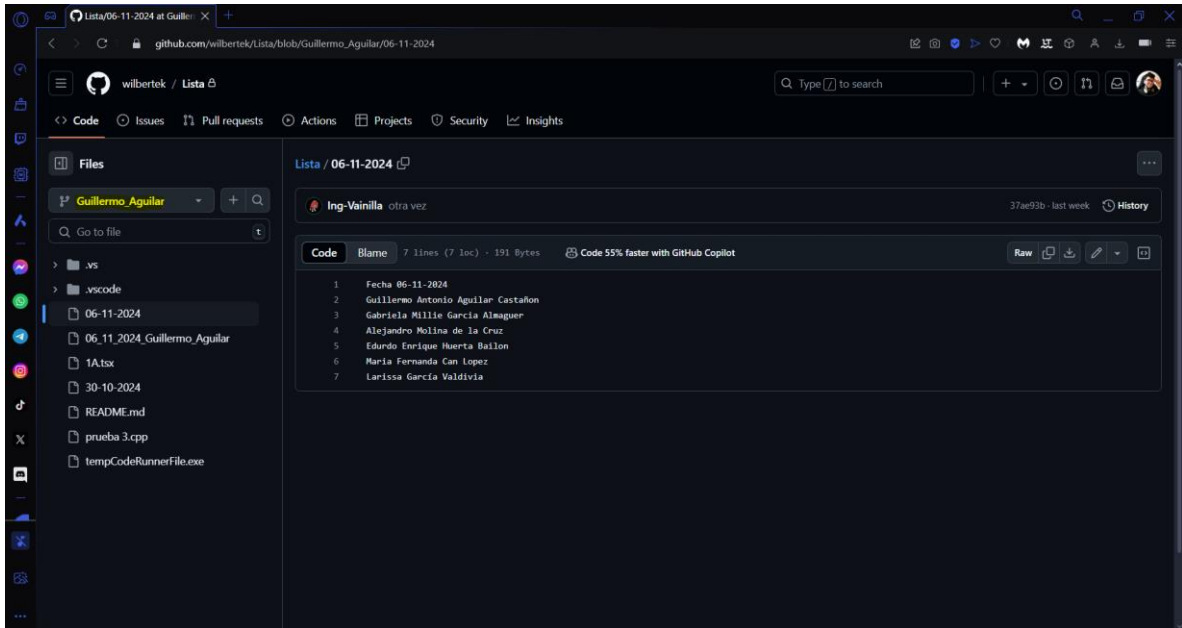 Lista/06-11-2024 at Guiller
github.com/wilbertek/Lista/blob/Guillermo_Aguilar/06-11-2024
wilbertek / Lista
Type / to search
Code Issues Pull requests Actions Projects Security Insights
Files
Guillermo_Aguilar
Go to file t
.vs
.vscode
06-11-2024
06_11_2024_Guillermo_Aguilar
1A.tsx
30-10-2024
README.md
prueba 3.cpp
tempCodeRunnerFile.exe
Lista / 06-11-2024
Ing-Vainilla otra vez 37ae93b · last week History
Code Blame 7 lines (7 loc) · 191 Bytes Code 55% faster with GitHub Copilot Raw
1 Fecha 06-11-2024
2 Guillermo Antonio Aguilar Castañon
3 Gabriela Millie Garcia Almaguer
4 Alejandro Molina de la Cruz
5 Edurdo Enrique Huerta Bailon
6 Maria Fernanda Can Lopez
7 Larissa García Valdivia